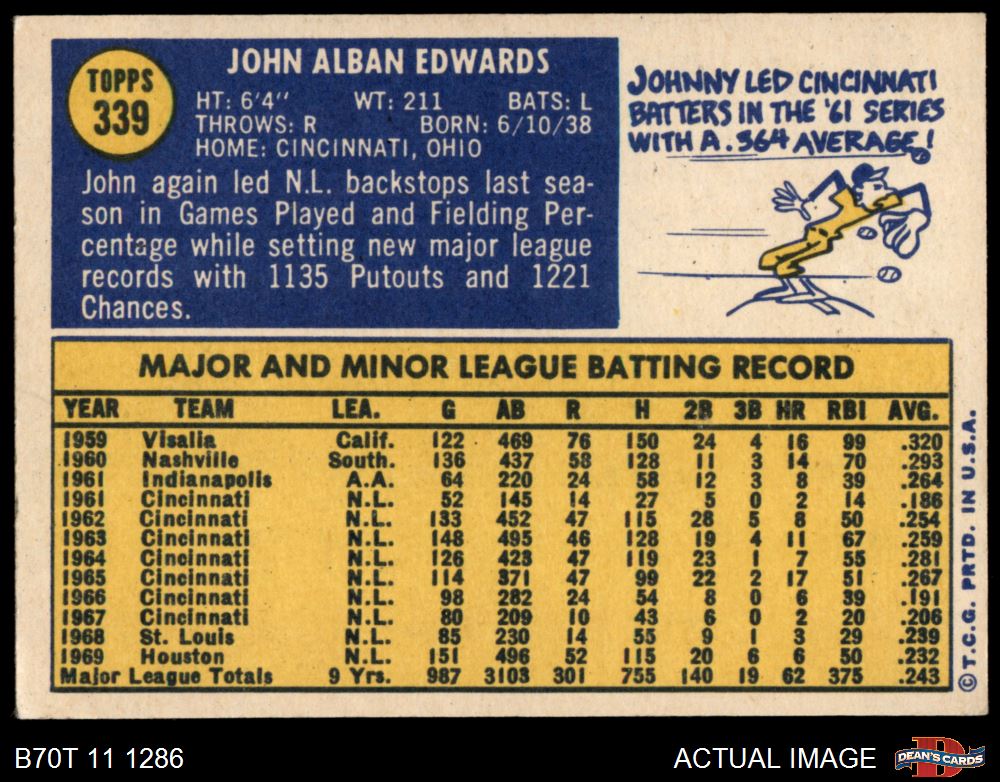 TOPPS
339
JOHN ALBAN EDWARDS
HT: 6'4" WT: 211 BATS: L
THROWS: R BORN: 6/10/38
HOME: CINCINNATI, OHIO
John again led N.L. backstops last sea-
son in Games Played and Fielding Per-
centage while setting new major league
records with 1135 Putouts and 1221
Chances.
JOHNNY LED CINCINNATI
BATTERS IN THE '61 SERIES
WITH A .364 AVERAGE!
MAJOR AND MINOR LEAGUE BATTING RECORD
YEAR TEAM LEA. G AB R H 2B 3B HR RBI AVG.
1959 Visalia Calif. 122 469 76 150 24 4 16 99 .320
1960 Nashville South. 136 437 58 128 11 3 14 70 .293
1961 Indianapolis A.A. 64 220 24 58 12 3 8 39 .264
1961 Cincinnati N.L. 52 145 14 27 5 0 2 14 .186
1962 Cincinnati N.L. 133 452 47 115 28 5 8 50 .254
1963 Cincinnati N.L. 148 495 46 128 19 4 11 67 .259
1964 Cincinnati N.L. 126 423 47 119 23 1 7 55 .281
1965 Cincinnati N.L. 114 371 47 99 22 2 17 51 .267
1966 Cincinnati N.L. 98 282 24 54 8 0 6 39 .191
1967 Cincinnati N.L. 80 209 10 43 6 0 2 20 .206
1968 St. Louis N.L. 85 230 14 55 9 1 3 29 .239
1969 Houston N.L. 151 496 52 115 20 6 6 50 .232
Major League Totals 9 Yrs. 987 3103 301 755 140 19 62 375 .243
© T.C.G. PRTD. IN U.S.A.
B70T 11 1286
ACTUAL IMAGE
D
DEAN'S CARDS